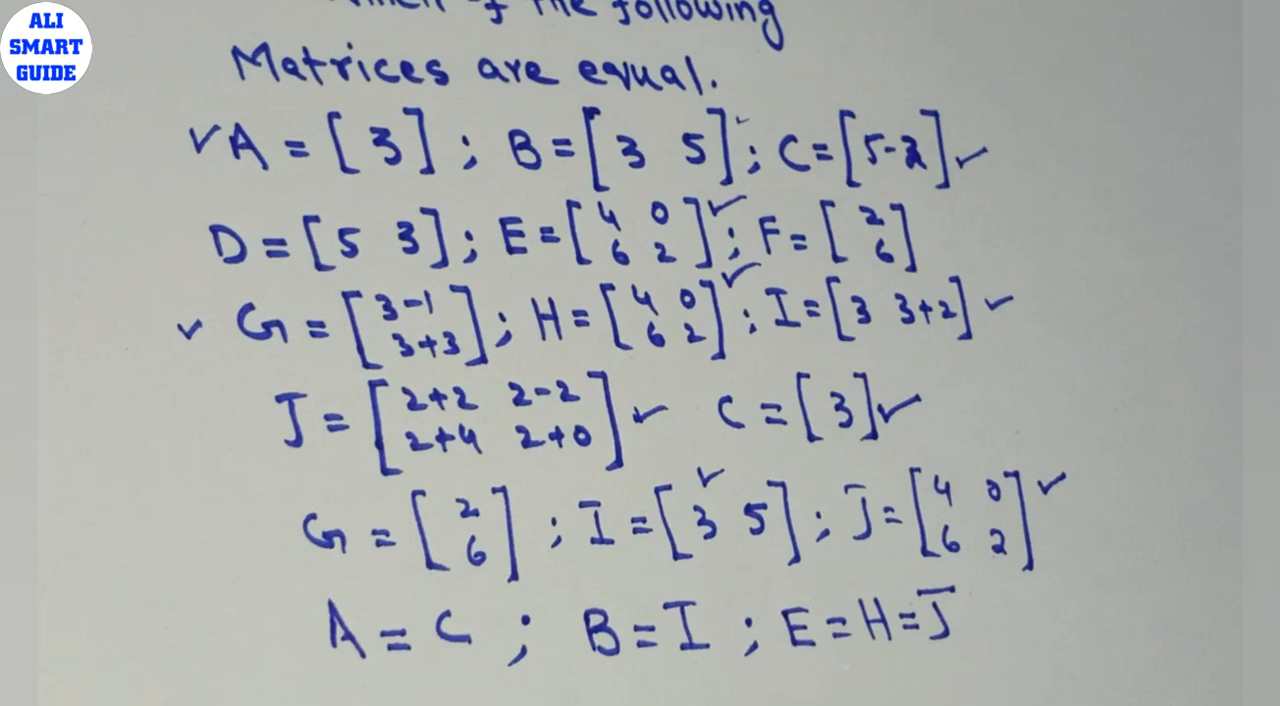 ALI
SMART
GUIDE
of the following
Matrices are equal.
✓A = [3] ; B = [3 5]✓; C = [5-2]✓
D = [5 3] ; E = [4 0 6 2]✓; F = [2 6]
✓ G = [3-1 3+3] ; H = [4 0 6 2]✓; I = [3 3+2]✓
J = [2+2 2-2 2+4 2+0]✓ C = [3]✓
G = [2 6] ; I = [3 5]✓; J = [4 0 6 2]✓
A = C ; B = I ; E = H = J